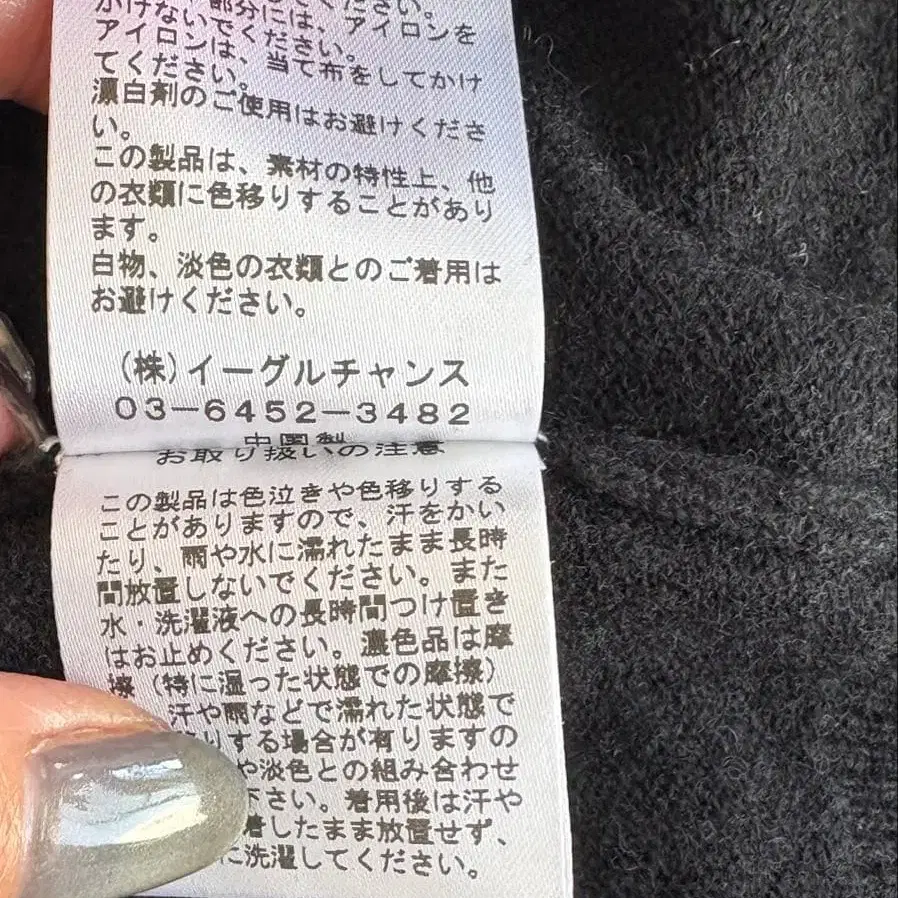 部分には、アイロンを
かけないでください。
アイロンは、当て布をしてかけ
てください。
漂白剤のご使用はお避けくださ
い。
この製品は、素材の特性上、他
の衣類に色移りすることがあり
ます。
白物、淡色の衣類とのご着用は
お避けください。
(株)イーグルチャンス
03-6452-3482
中国製
お取り扱いの注意
この製品は色泣きや色移りする
ことがありますので、汗をかい
たり、雨や水に濡れたまま長時
間放置しないでください。また
水・洗濯液への長時間つけ置き
はお止めください。濃色品は摩
擦(特に湿った状態での摩擦)
汗や雨などで濡れた状態で
りする場合が有りますの
や淡色との組み合わせ
下さい。着用後は汗や
着したまま放置せず、
に洗濯してください。